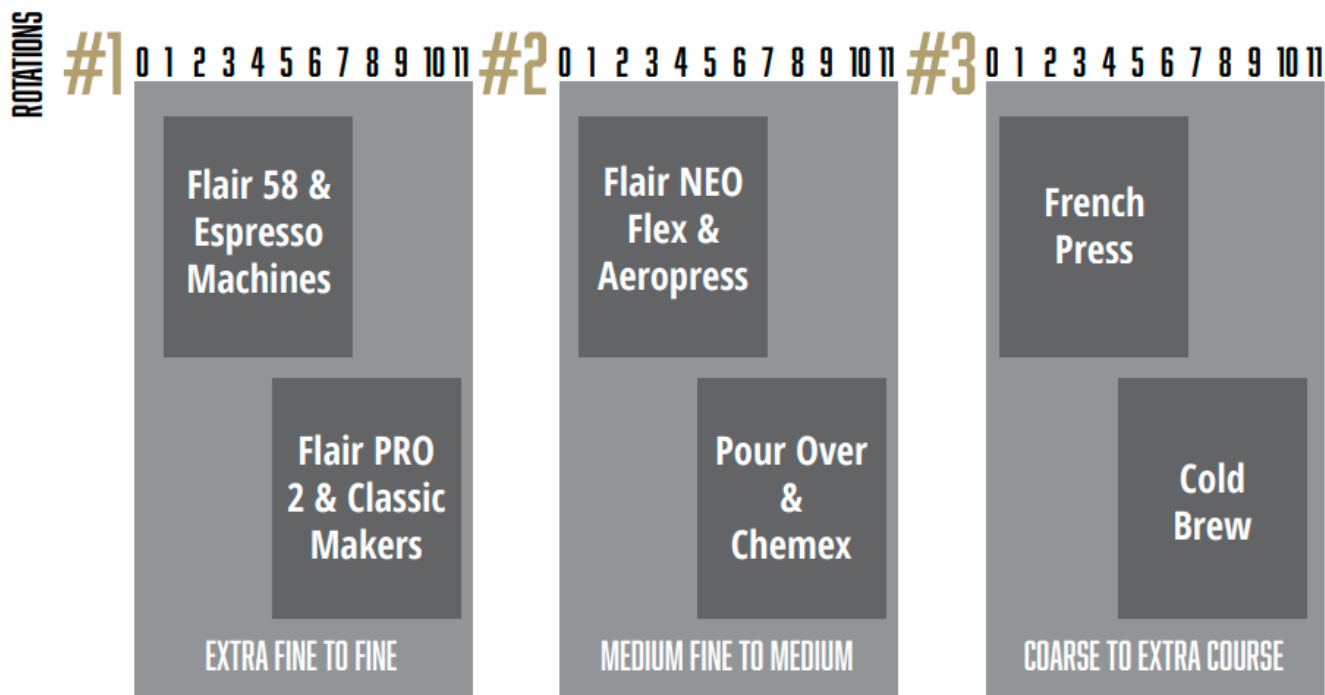 ROTATIONS
#1 0 1 2 3 4 5 6 7 8 9 10 11
#2 0 1 2 3 4 5 6 7 8 9 10 11
#3 0 1 2 3 4 5 6 7 8 9 10 11
Flair 58 &
Espresso
Machines
Flair PRO
2 & Classic
Makers
EXTRA FINE TO FINE
Flair NEO
Flex &
Aeropress
Pour Over
&
Chemex
MEDIUM FINE TO MEDIUM
French
Press
Cold
Brew
COARSE TO EXTRA COURSE